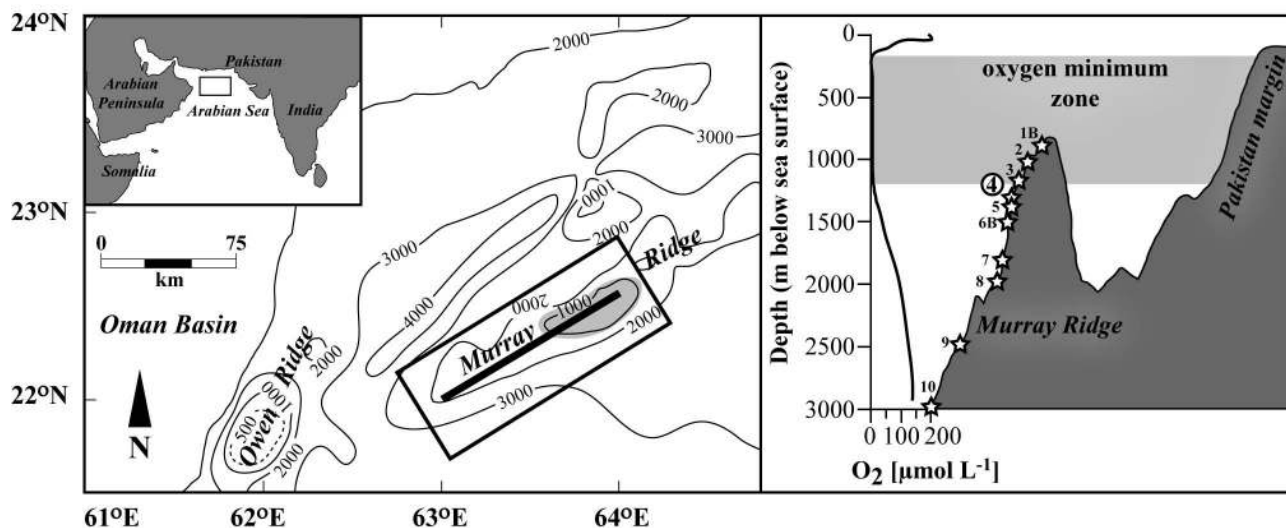 24°N
23°N
22°N
61°E
62°E
63°E
64°E
Pakistan
Arabian
Peninsula
Arabian Sea
India
Somalia
0 75
km
Oman Basin
N
Owen Ridge
Murray Ridge
2000
2000
3000
1000
2000
3000
4000
2000
1000
2000
3000
2000
1000
500
2000
0
500
1000
1500
2000
2500
3000
Depth (m below sea surface)
oxygen minimum
zone
Pakistan margin
Murray Ridge
1B
2
3
4
5
6B
7
8
9
10
0 100 200
O₂ [µmol L⁻¹]